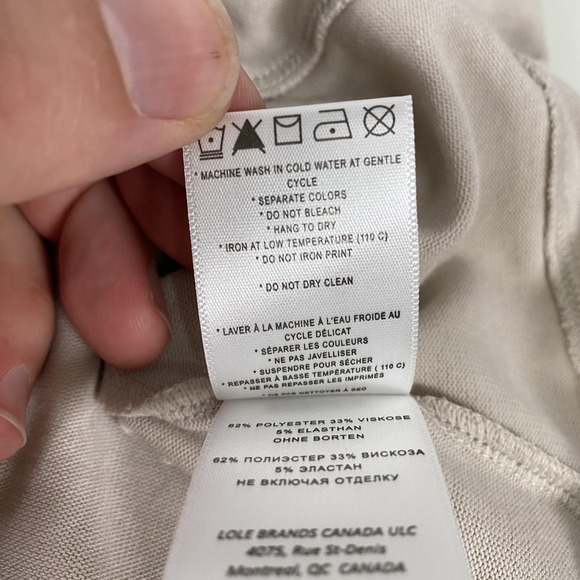 * MACHINE WASH IN COLD WATER AT GENTLE
CYCLE
* SEPARATE COLORS
* DO NOT BLEACH
* HANG TO DRY
* IRON AT LOW TEMPERATURE (110 C)
* DO NOT IRON PRINT
* DO NOT DRY CLEAN
* LAVER À LA MACHINE À L'EAU FROIDE AU
CYCLE DÉLICAT
* SÉPARER LES COULEURS
* NE PAS JAVELLISER
* SUSPENDRE POUR SÉCHER
* REPASSER À BASSE TEMPÉRATURE ( 110 C)
* NE PAS REPASSER LES IMPRIMÉS
* NE PAS NETTOYER À SEC
62% POLYESTER 33% VISKOSE
5% ELASTHAN
OHNE BORTEN
62% ПОЛИЭСТЕР 33% ВИСКОЗА
5% ЭЛАСТАН
НЕ ВКЛЮЧАЯ ОТДЕЛКУ
LOLE BRANDS CANADA ULC
4075, Rue St-Denis
Montreal, QC CANADA